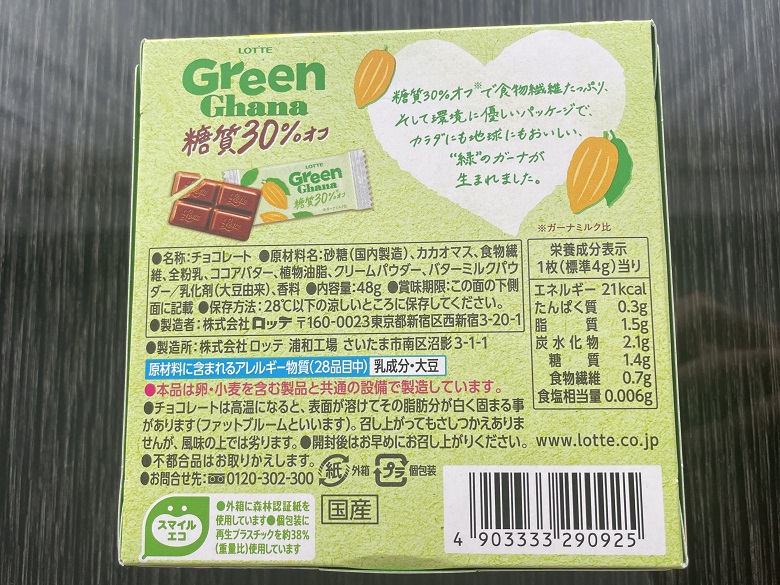 LOTTE
Green
Ghana
糖質30%オフ
LOTTE
Green
Ghana
糖質30%オフ
糖質30%オフ※で食物繊維たっぷり、
そして環境に優しいパッケージで、
カラダにも地球にもおいしい、
“緑”のガーナが
生まれました。
※ガーナミルク比
●名称:チョコレート ●原材料名:砂糖(国内製造)、カカオマス、食物繊
維、全粉乳、ココアバター、植物油脂、クリームパウダー、バターミルクパウ
ダー/乳化剤(大豆由来)、香料 ●内容量:48g ●賞味期限:この面の下側
面に記載 ●保存方法:28℃以下の涼しいところに保存してください。
●製造者:株式会社ロッテ 〒160-0023東京都新宿区西新宿3-20-1
●製造所:株式会社ロッテ 浦和工場 さいたま市南区沼影3-1-1
原材料に含まれるアレルギー物質(28品目中) 乳成分・大豆
●本品は卵・小麦を含む製品と共通の設備で製造しています。
●チョコレートは高温になると、表面が溶けてその脂肪分が白く固まる事
があります(ファットブルームといいます)。召し上がってもさしつかえありま
せんが、風味の上では劣ります。●開封後はお早めにお召し上がりください。
●不都合品はお取りかえします。
●お問合せ先:0120-302-300
紙 外箱 プラ 個包装
栄養成分表示
1枚(標準4g)当り
エネルギー 21kcal
たんぱく質 0.3g
脂質 1.5g
炭水化物 2.1g
糖質 1.4g
食物繊維 0.7g
食塩相当量 0.006g
www.lotte.co.jp
スマイル
エコ
●外箱に森林認証紙を
使用しています●個包装に
再生プラスチックを約38%
(重量比)使用しています
国産
4 903333 290925